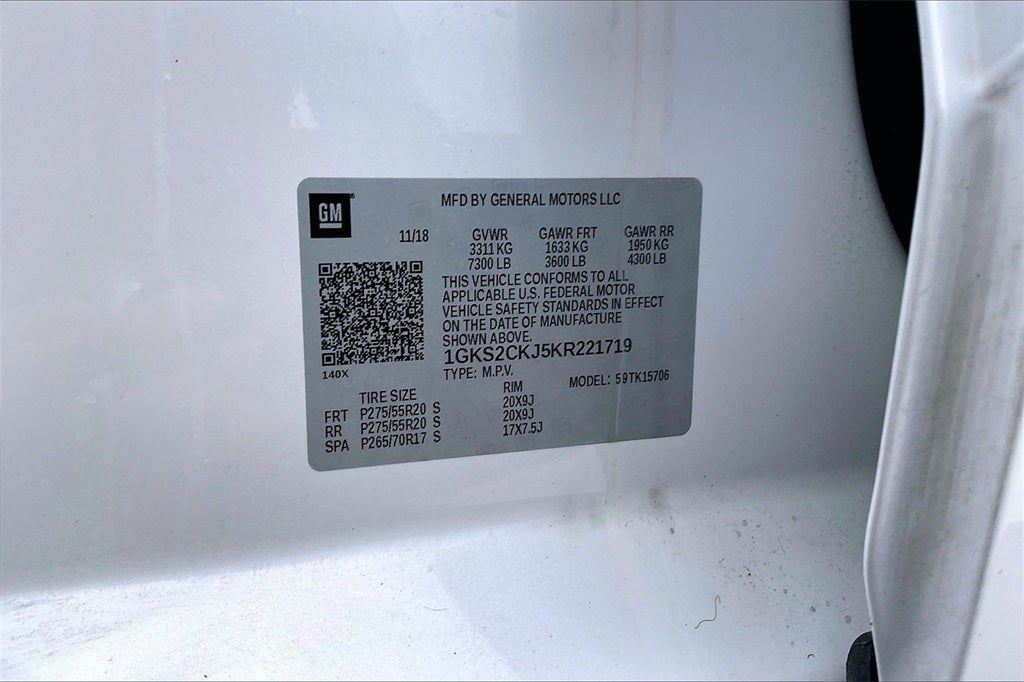 GM®
MFD BY GENERAL MOTORS LLC
11/18 GVWR GAWR FRT GAWR RR
3311 KG 1633 KG 1950 KG
7300 LB 3600 LB 4300 LB
THIS VEHICLE CONFORMS TO ALL
APPLICABLE U.S. FEDERAL MOTOR
VEHICLE SAFETY STANDARDS IN EFFECT
ON THE DATE OF MANUFACTURE
SHOWN ABOVE.
1GKS2CKJ5KR221719
140X
TYPE: M.P.V. MODEL: 59TK15706
TIRE SIZE RIM
FRT P275/55R20 S 20X9J
RR P275/55R20 S 20X9J
SPA P265/70R17 S 17X7.5J